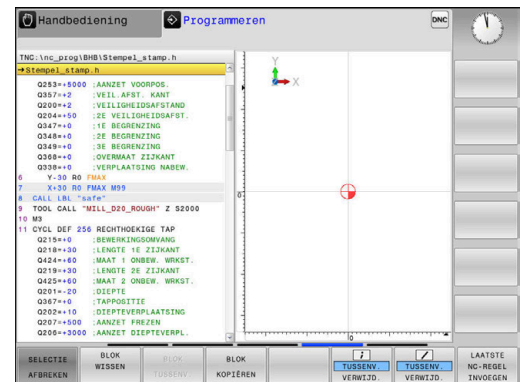 Handbediening
Programmeren
DNC
TNC:\nc_prog\BHB\Stempel_stamp.h
→Stempel_stamp.h
Q253=+5000 ;AANZET VOORPOS.
Q357=+2 ;VEIL.AFST. KANT
Q200=+2 ;VEILIGHEIDSAFSTAND
Q204=+50 ;2E VEILIGHEIDSAFST.
Q347=+0 ;1E BEGRENZING
Q348=+0 ;2E BEGRENZING
Q349=+0 ;3E BEGRENZING
Q368=+0 ;OVERMAAT ZIJKANT
Q338=+0 ;VERPLAATSING NABEW.
6 Y-30 R0 FMAX
7 X+30 R0 FMAX M99
8 CALL LBL "safe"
9 TOOL CALL "MILL_D20_ROUGH" Z S2000
10 M3
11 CYCL DEF 256 RECHTHOEKIGE TAP
Q215=+0 ;BEWERKINGSOMVANG
Q218=+30 ;LENGTE 1E ZIJKANT
Q424=+60 ;MAAT 1 ONBEW. WRKST.
Q219=+30 ;LENGTE 2E ZIJKANT
Q425=+60 ;MAAT 2 ONBEW. WRKST.
Q201=-20 ;DIEPTE
Q367=+0 ;TAPPOSITIE
Q202=+10 ;DIEPTEVERPLAATSING
Q207=+500 ;AANZET FREZEN
Q206=+3000 ;AANZET DIEPTEVERPL.
Y
X
0
0
SELECTIE
AFBREKEN
BLOK
WISSEN
BLOK
TUSSENV.
BLOK
KOPIËREN
TUSSENV.
VERWIJD.
TUSSENV.
VERWIJD.
LAATSTE
NC-REGEL
INVOEGEN